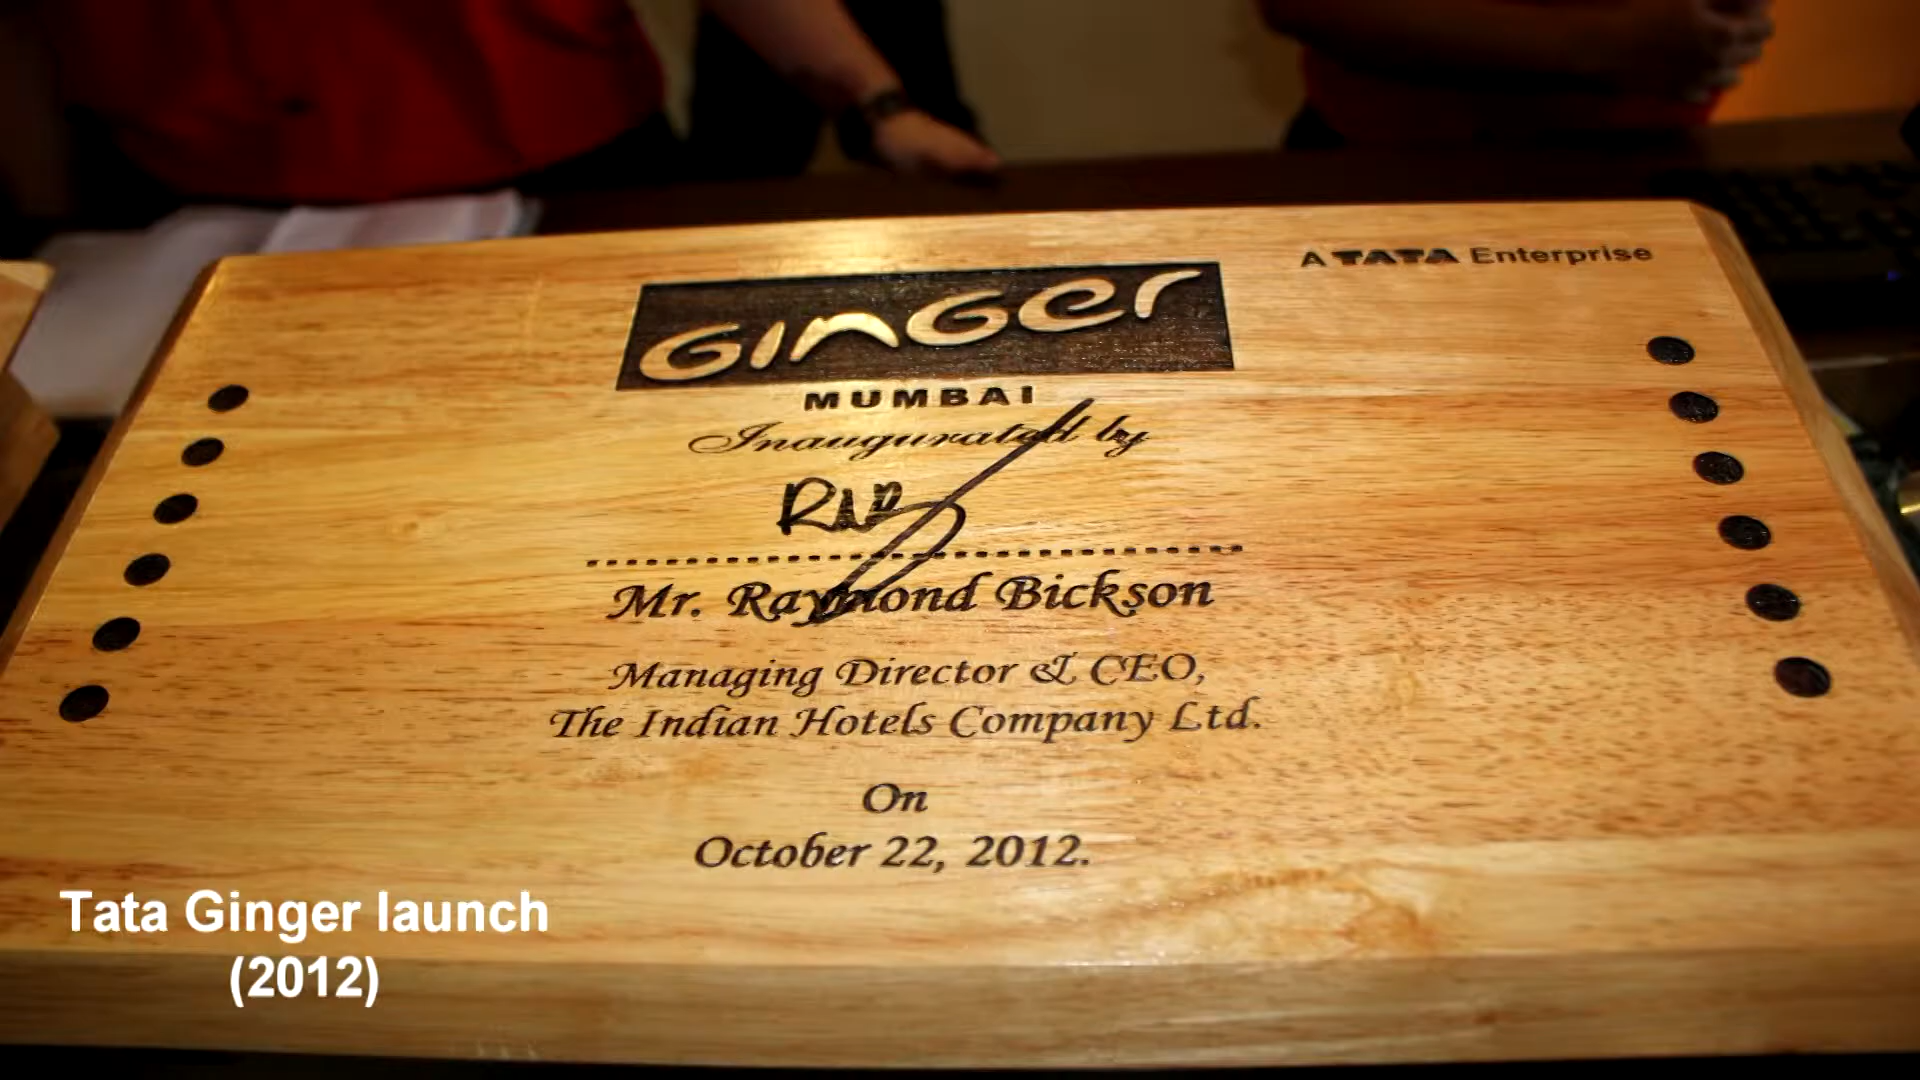 A TATA Enterprise
GINGER
MUMBAI
Inaugurated by
Mr. Raymond Bickson
Managing Director & CEO,
The Indian Hotels Company Ltd.
On
October 22, 2012.
Tata Ginger launch
(2012)